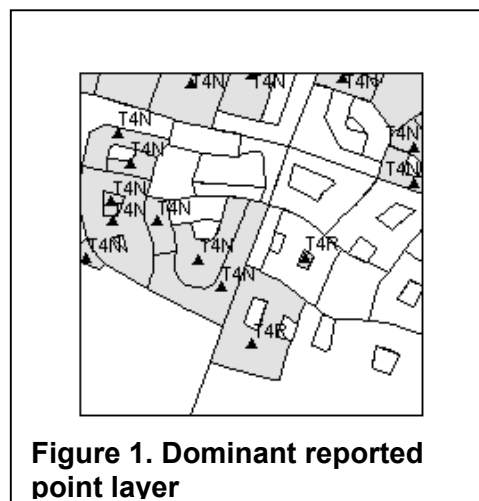 T4N T4N T4N
T4N T4N
T4N T4N
T4N
T4N T4N
T4N T4N T4R
T4N
T4R
Figure 1. Dominant reported
point layer